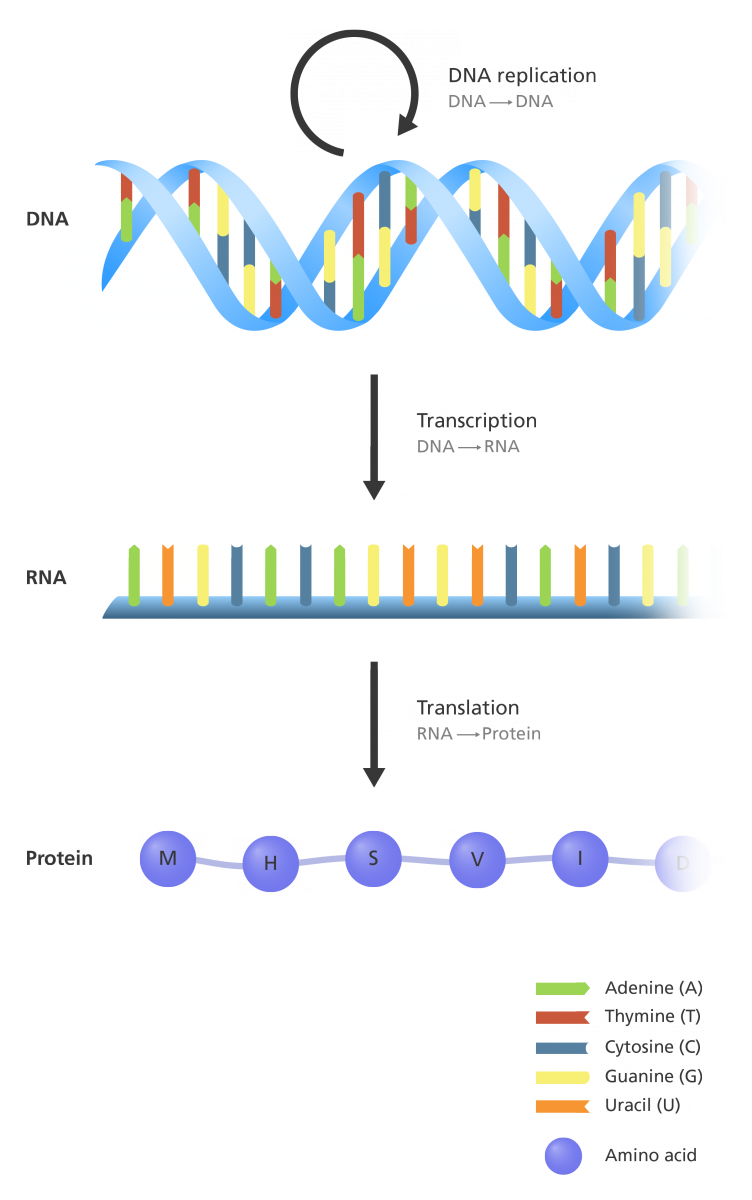 DNA replication
DNA → DNA
DNA
Transcription
DNA → RNA
RNA
Translation
RNA → Protein
Protein
M H S V I D
Adenine (A)
Thymine (T)
Cytosine (C)
Guanine (G)
Uracil (U)
Amino acid